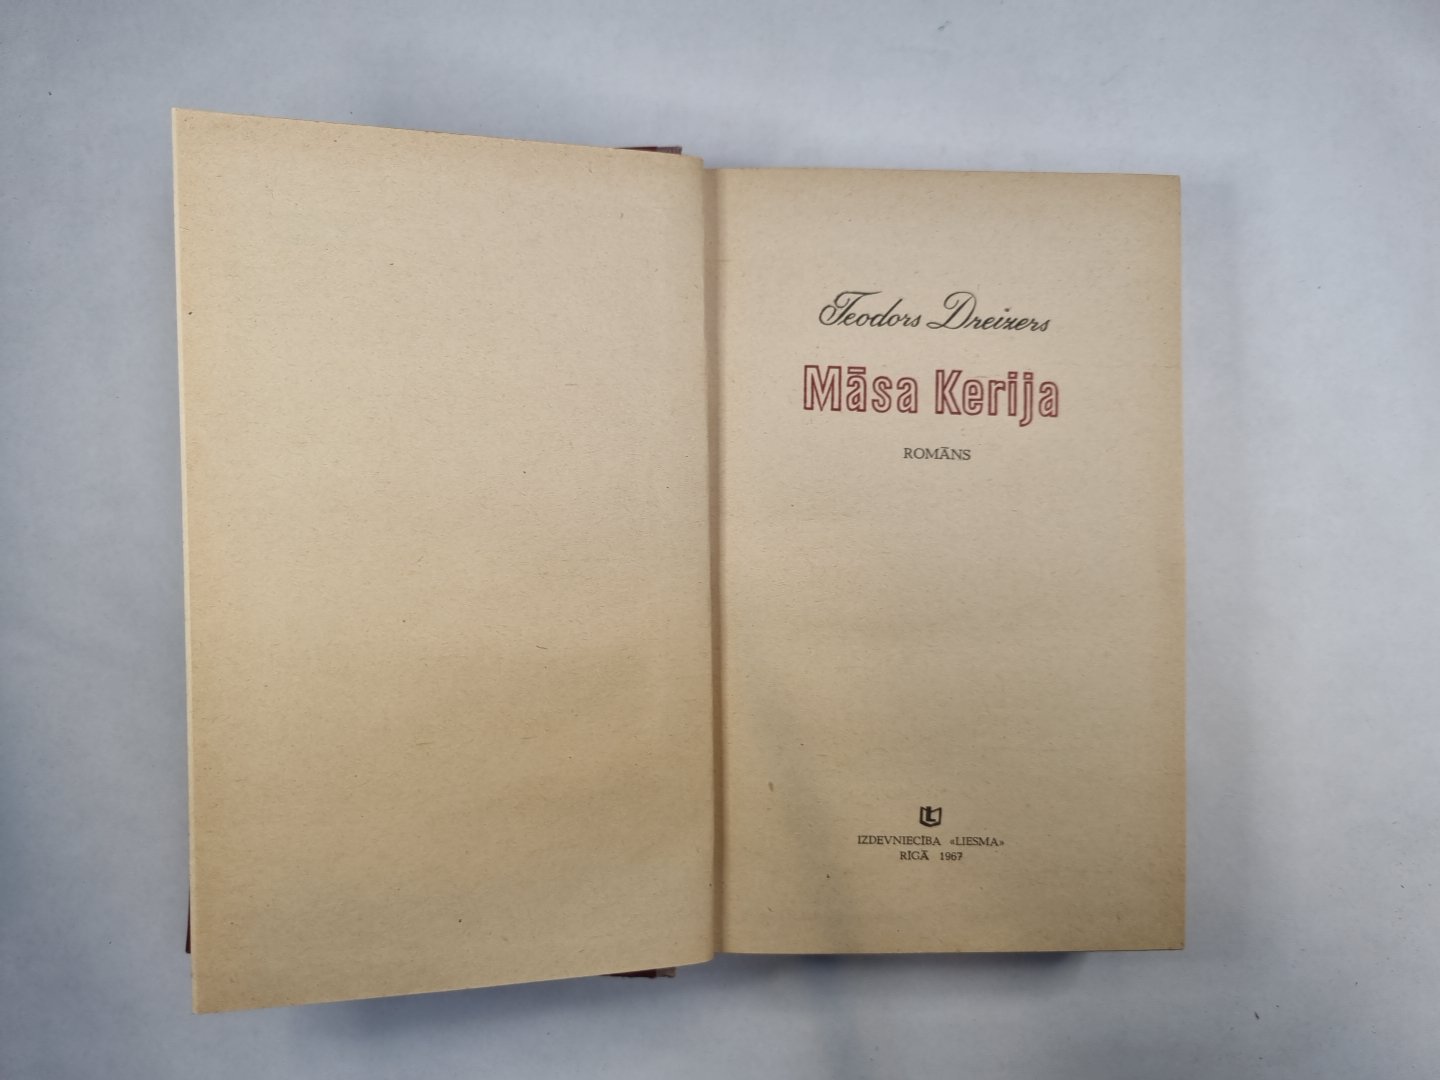 Teodors Dreizers
Māsa Kerija
ROMĀNS
L
IZDEVNIECĪBA «LIESMA»
RĪGĀ 1967